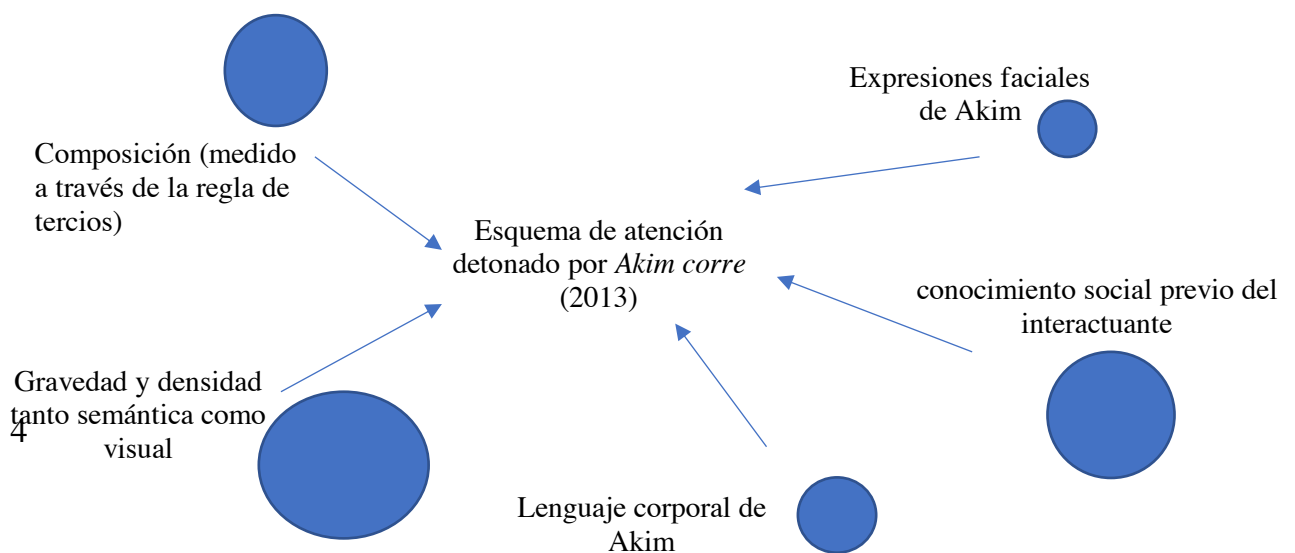 Expresiones faciales
de Akim
Composición (medido
a través de la regla de
tercios)
Esquema de atención
detonado por Akim corre
(2013)
conocimiento social previo del
interactuante
Gravedad y densidad
tanto semántica como
visual
4
Lenguaje corporal de
Akim